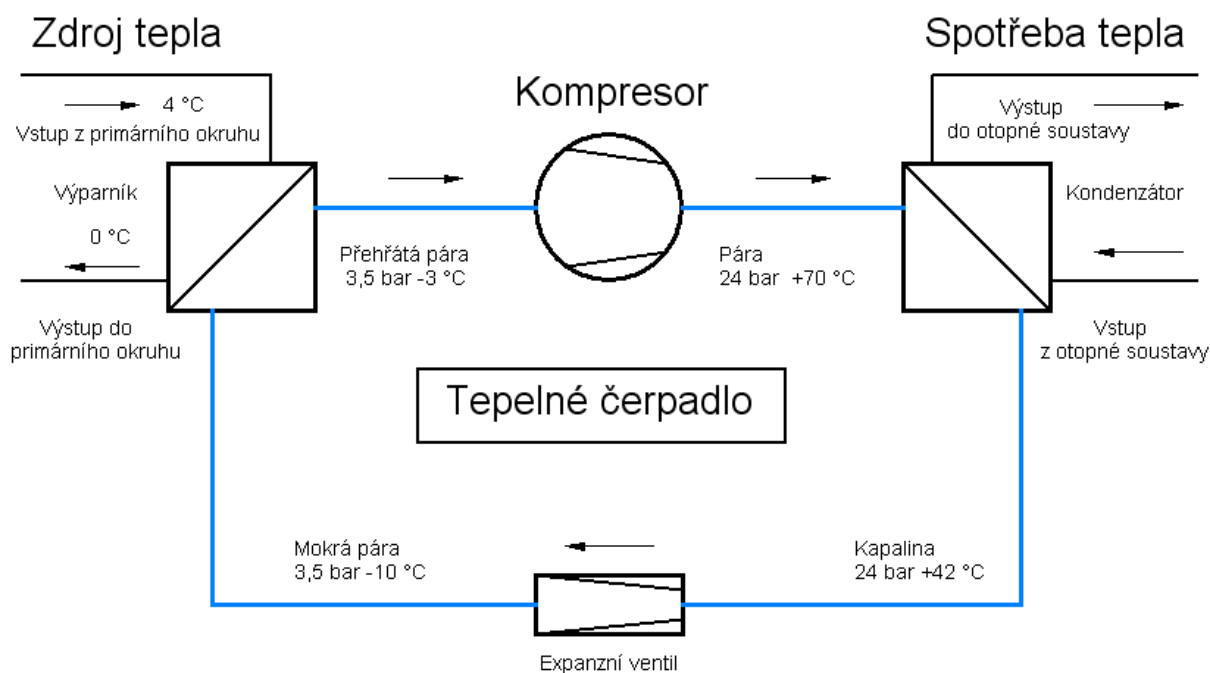 Zdroj tepla
Spotřeba tepla
Kompresor
4 °C
Vstup z primárního okruhu
Výstup
do otopné soustavy
Výparník
Kondenzátor
0 °C
Přehřátá pára
3,5 bar -3 °C
Pára
24 bar +70 °C
Výstup do
primárního okruhu
Vstup
z otopné soustavy
Tepelné čerpadlo
Mokrá pára
3,5 bar -10 °C
Kapalina
24 bar +42 °C
Expanzní ventil